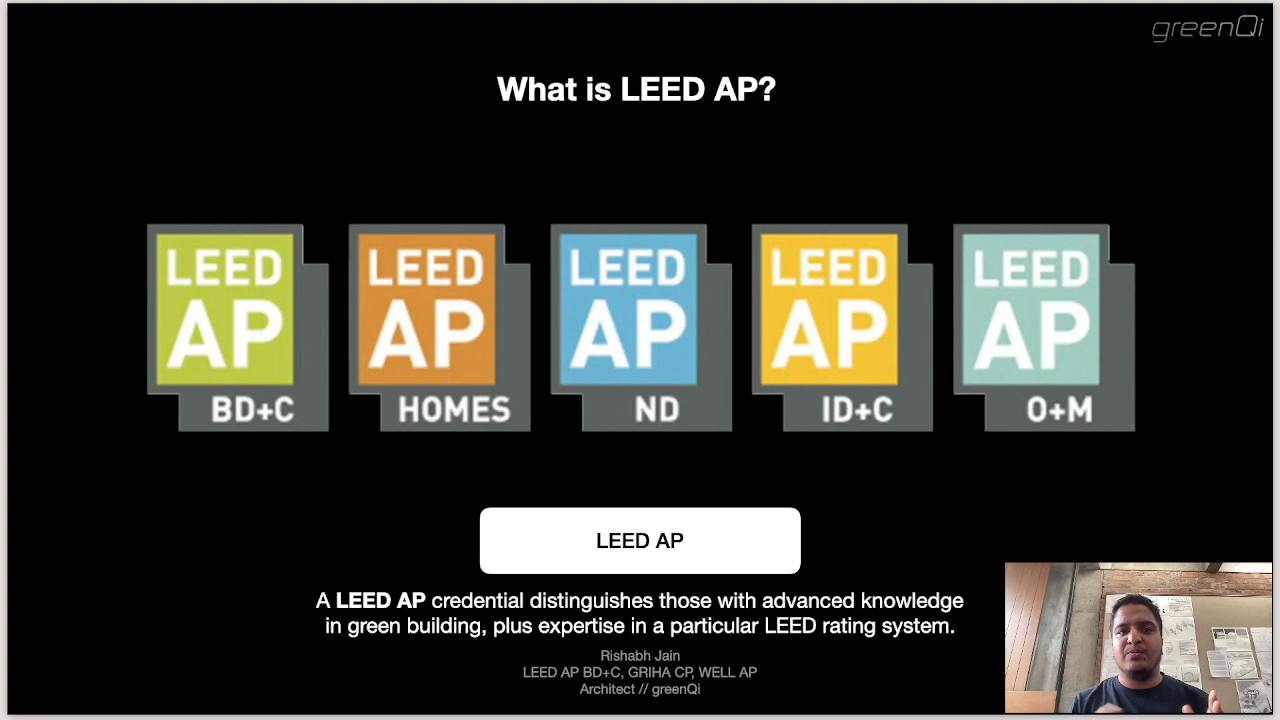 greenQi
What is LEED AP?
LEED
AP
BD+C
LEED
AP
HOMES
LEED
AP
ND
LEED
AP
ID+C
LEED
AP
O+M
LEED AP
A LEED AP credential distinguishes those with advanced knowledge
in green building, plus expertise in a particular LEED rating system.
Rishabh Jain
LEED AP BD+C, GRIHA CP, WELL AP
Architect // greenQi